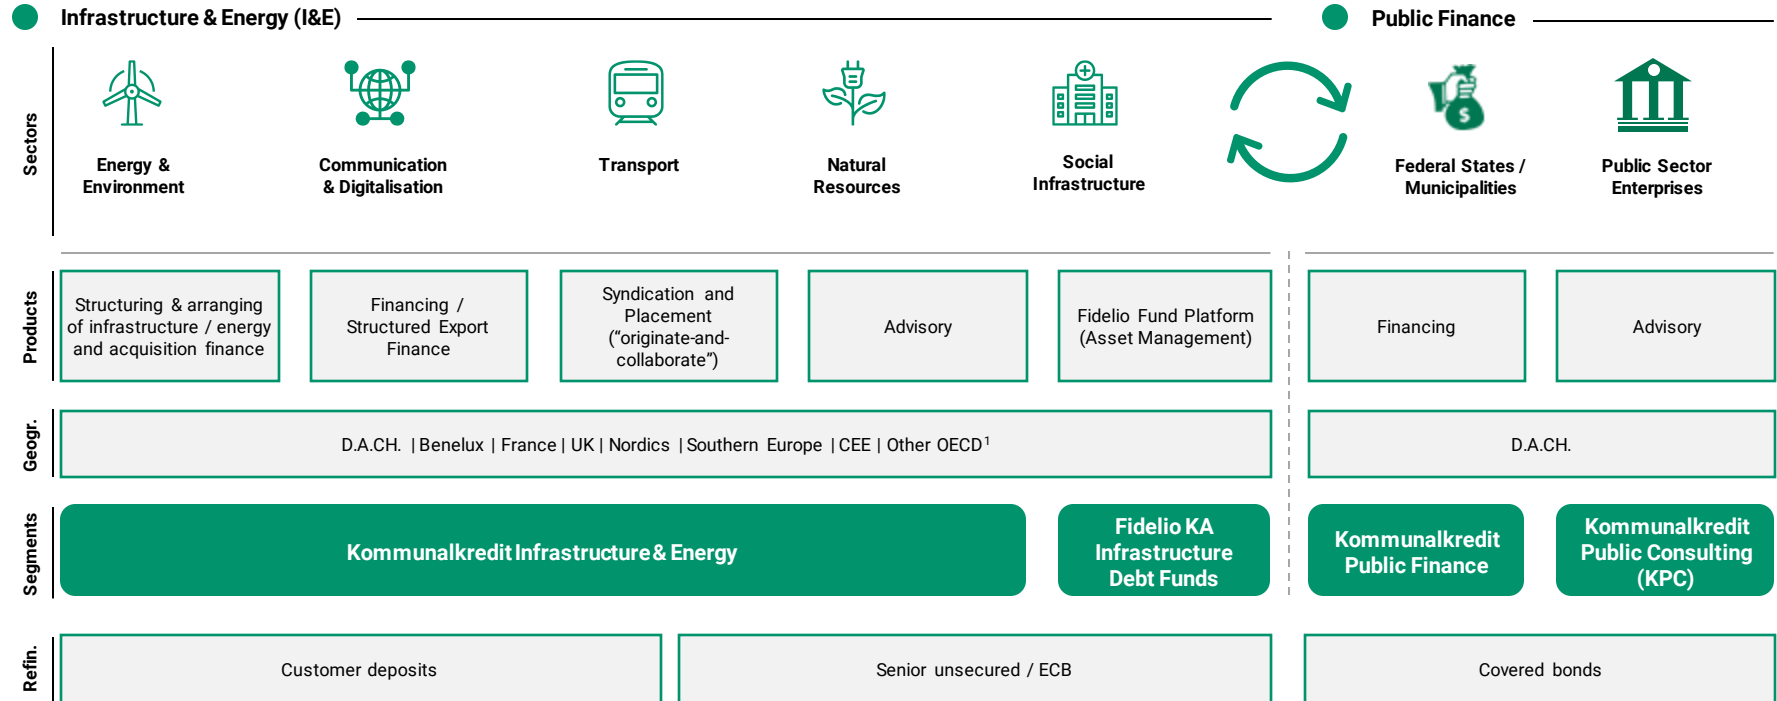 Infrastructure & Energy (I&E)
Public Finance
Sectors
Energy &
Environment
Communication
& Digitalisation
Transport
Natural
Resources
Social
Infrastructure
$
Federal States /
Municipalities
Public Sector
Enterprises
Products
Structuring & arranging
of infrastructure / energy
and acquisition finance
Financing /
Structured Export
Finance
Syndication and
Placement
(“originate-and-
collaborate”)
Advisory
Fidelio Fund Platform
(Asset Management)
Financing
Advisory
Geogr.
D.A.CH. | Benelux | France | UK | Nordics | Southern Europe | CEE | Other OECD¹
D.A.CH.
Segments
Kommunalkredit Infrastructure & Energy
Fidelio KA
Infrastructure
Debt Funds
Kommunalkredit
Public Finance
Kommunalkredit
Public Consulting
(KPC)
Refin.
Customer deposits
Senior unsecured / ECB
Covered bonds